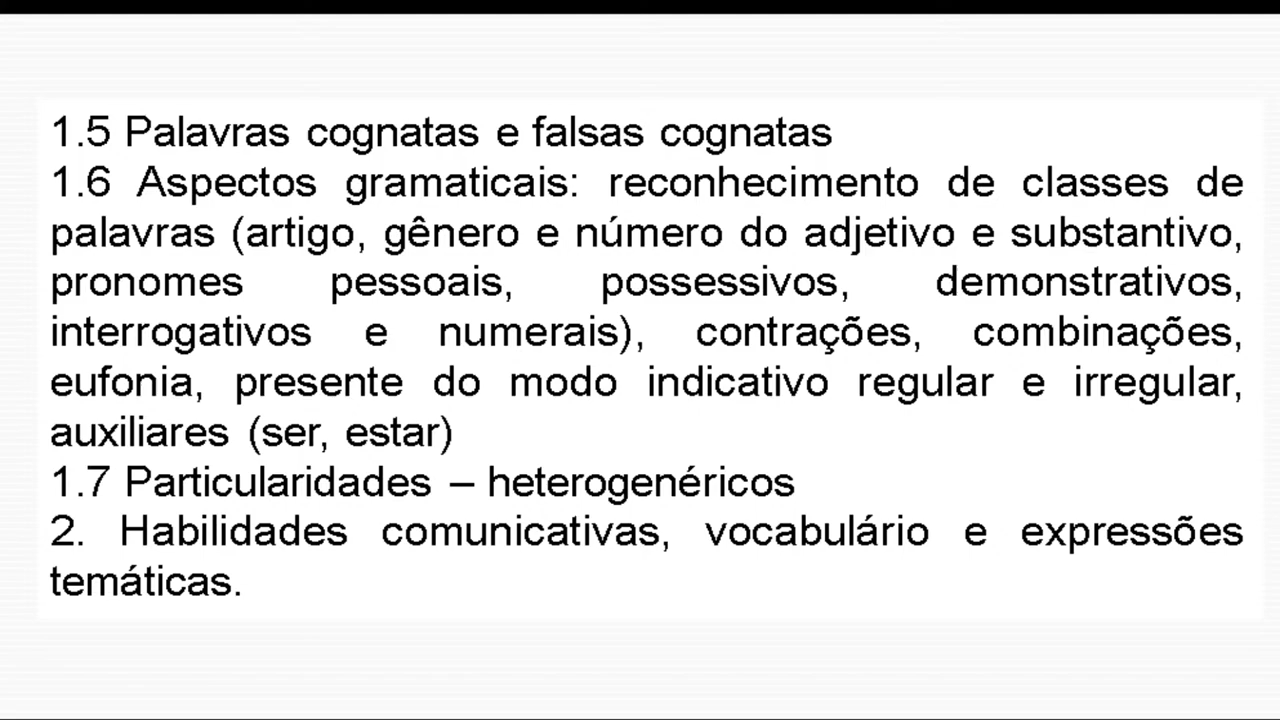 1.5 Palavras cognatas e falsas cognatas
1.6 Aspectos gramaticais: reconhecimento de classes de
palavras (artigo, gênero e número do adjetivo e substantivo,
pronomes pessoais, possessivos, demonstrativos,
interrogativos e numerais), contrações, combinações,
eufonia, presente do modo indicativo regular e irregular,
auxiliares (ser, estar)
1.7 Particularidades – heterogenéricos
2. Habilidades comunicativas, vocabulário e expressões
temáticas.